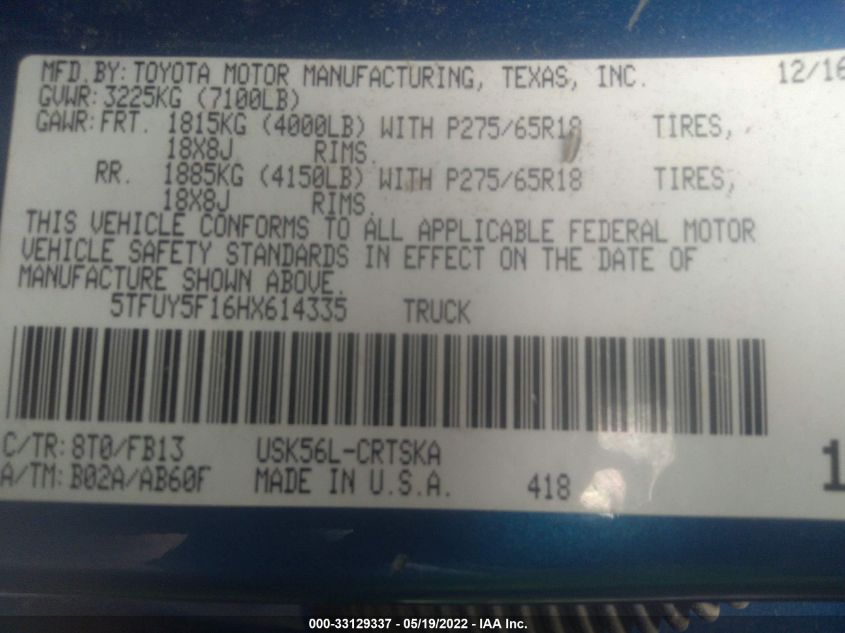 MFD.BY: TOYOTA MOTOR MANUFACTURING, TEXAS, INC. 12/16
GVWR: 3225KG (7100LB)
GAWR: FRT. 1815KG (4000LB) WITH P275/65R18 TIRES,
18X8J RIMS.
RR. 1885KG (4150LB) WITH P275/65R18 TIRES,
18X8J RIMS.
THIS VEHICLE CONFORMS TO ALL APPLICABLE FEDERAL MOTOR
VEHICLE SAFETY STANDARDS IN EFFECT ON THE DATE OF
MANUFACTURE SHOWN ABOVE.
5TFUY5F16HX614335 TRUCK
C/TR: 8T0/FB13 USK56L-CRTSKA
A/TM: B02A/AB60F MADE IN U.S.A. 418 1
000-33129337 - 05/19/2022 - IAA Inc.